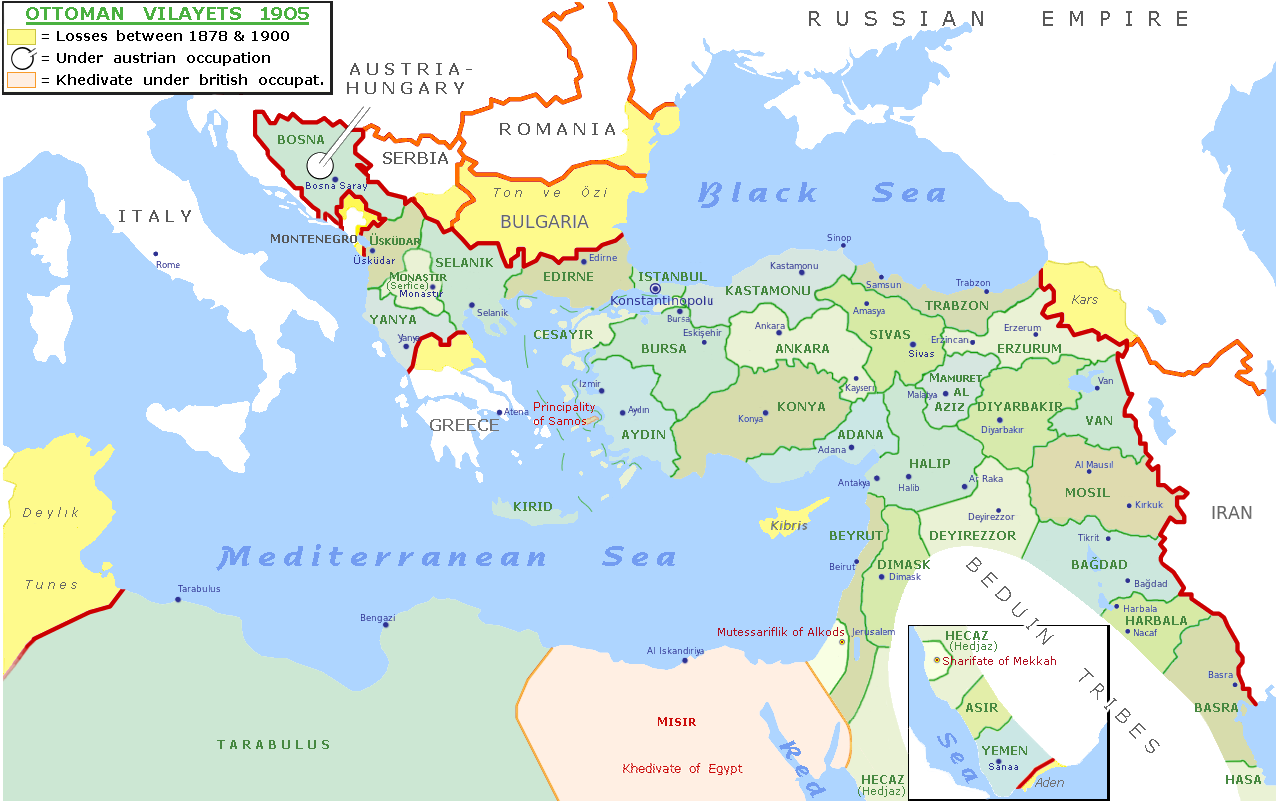 OTTOMAN VILAYETS 1905
= Losses between 1878 & 1900
= Under austrian occupation
= Khedivate under british occupat.
RUSSIAN EMPIRE
AUSTRIA-
HUNGARY
ROMANIA
BOSNA
SERBIA
Bosna Saray
Ton ve Özi
BULGARIA
Black Sea
ITALY
MONTENEGRO
ÜSKÜDAR
Üsküdar
Rome
SELANIK
Edirne
EDIRNE
MONASTIR
(Serfice)
Monastir
ISTANBUL
Konstantinopolu
Sinop
Kastamonu
KASTAMONU
Samsun
Trabzon
TRABZON
Kars
YANYA
Yanya
Selanik
CESAYIR
Bursa
BURSA
Eskişehir
Ankara
ANKARA
Amasya
SIVAS
Sivas
Erzincan
Erzerum
ERZURUM
Izmir
Aydın
AYDIN
Principality
of Samos
Atena
GREECE
Konya
KONYA
Kayseri
Malatya
MAMURET
AL
AZIZ
DIYARBAKIR
Diyarbakır
Van
VAN
ADANA
Adana
Antakya
HALIP
Halib
Ar Raka
Al Mausıl
MOSIL
Kırkuk
IRAN
KIRID
Kibris
Deylık
Tunes
Mediterranean Sea
BEYRUT
Beirut
DIMASK
Dimask
Deyirezzor
DEYIREZZOR
Tikrit
BAĞDAD
Bağdad
BEDUIN TRIBES
Harbala
HARBALA
Nacaf
Basra
BASRA
HASA
Tarabulus
Bengazi
Al Iskandiriya
Mutessariflik of Alkods
Jerusalem
TARABULUS
MISIR
Khedivate of Egypt
Red
HECAZ
(Hedjaz)
HECAZ
(Hedjaz)
Sharifate of Mekkah
ASIR
YEMEN
Sanaa
Sea
Aden